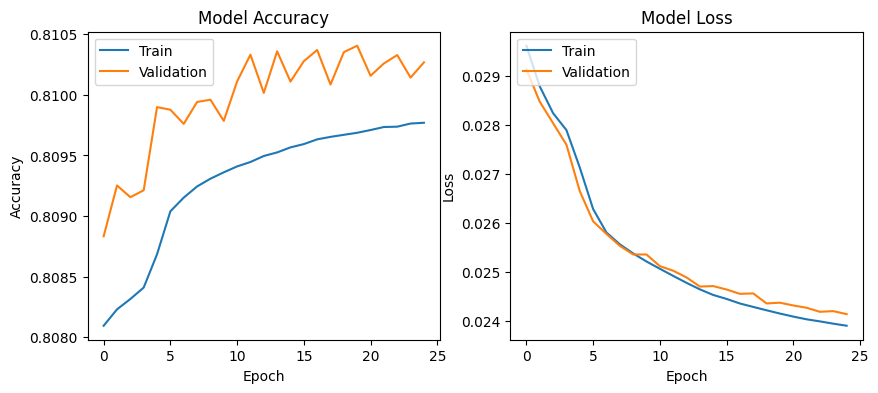 Model Accuracy
Train
Validation
0.8105
0.8100
0.8095
0.8090
0.8085
0.8080
Accuracy
0
5
10
15
20
25
Epoch
Model Loss
Train
Validation
0.029
0.028
0.027
0.026
0.025
0.024
Loss
0
5
10
15
20
25
Epoch